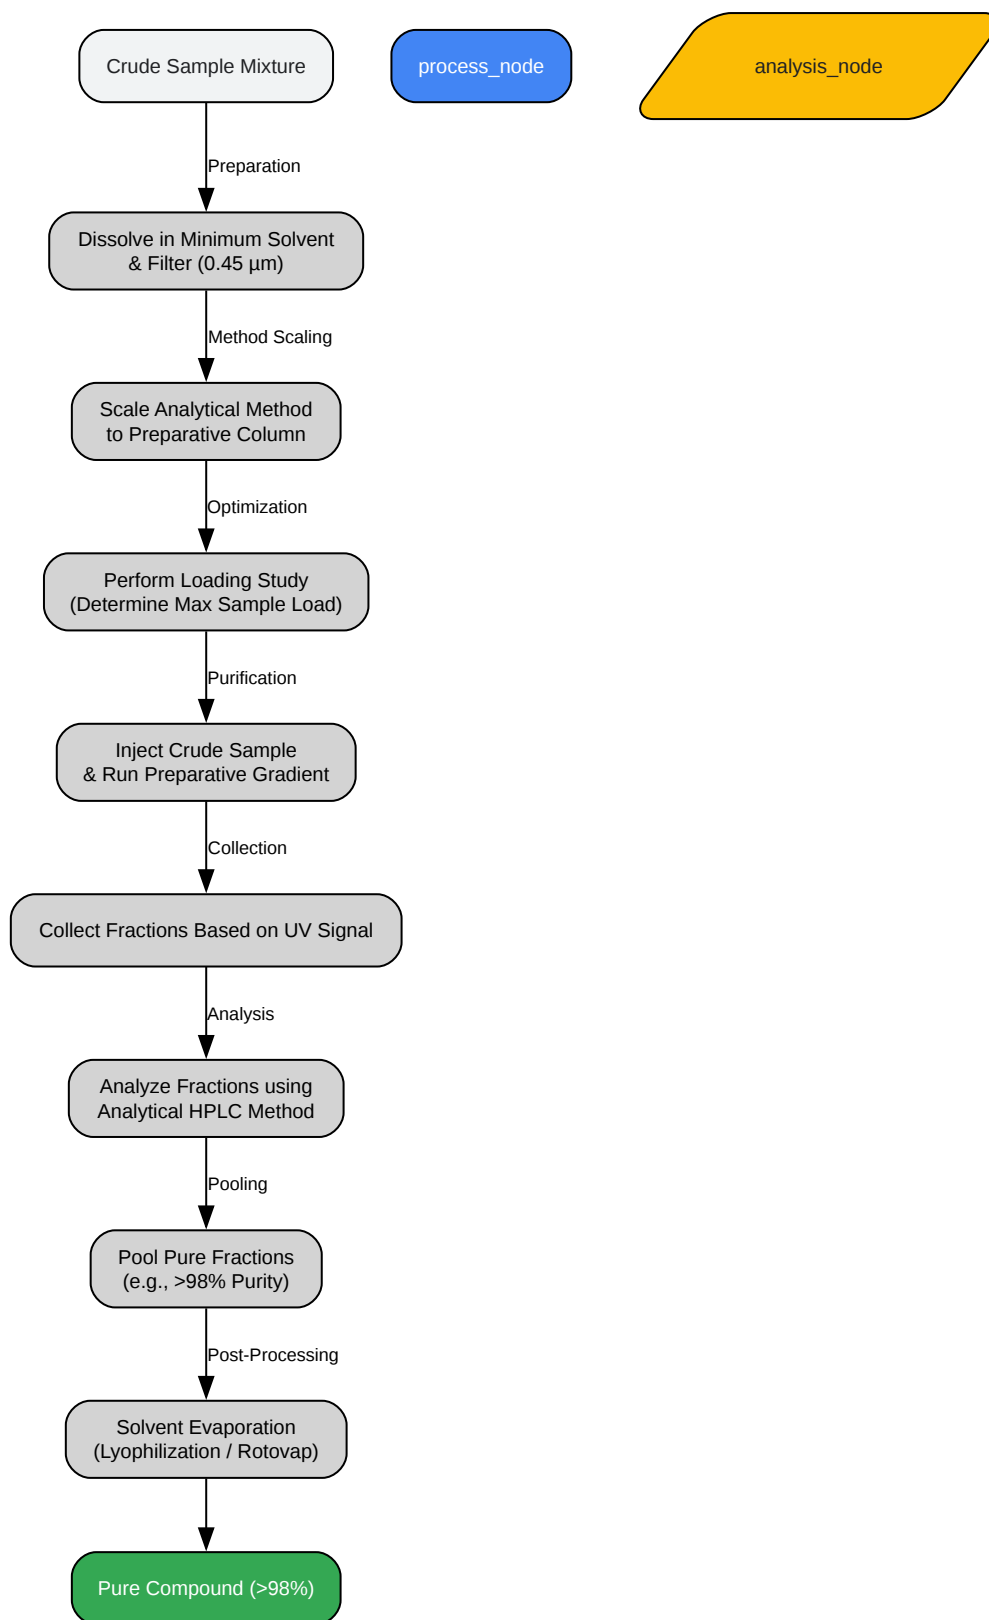 Crude Sample Mixture
process_node
analysis_node
Preparation
Dissolve in Minimum Solvent
& Filter (0.45 µm)
Method Scaling
Scale Analytical Method
to Preparative Column
Optimization
Perform Loading Study
(Determine Max Sample Load)
Purification
Inject Crude Sample
& Run Preparative Gradient
Collection
Collect Fractions Based on UV Signal
Analysis
Analyze Fractions using
Analytical HPLC Method
Pooling
Pool Pure Fractions
(e.g., >98% Purity)
Post-Processing
Solvent Evaporation
(Lyophilization / Rotovap)
Pure Compound (>98%)